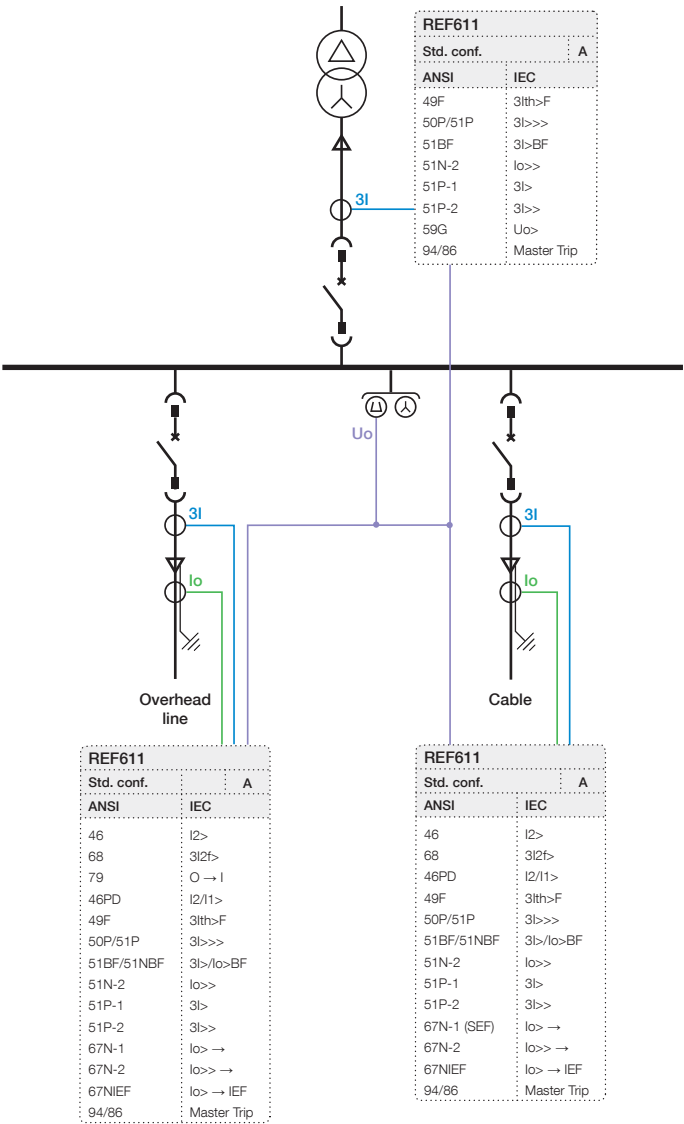 REF611
Std. conf. A
ANSI IEC
49F 3Ith>F
50P/51P 3I>>>
51BF 3I>BF
51N-2 Io>>
51P-1 3I>
51P-2 3I>>
59G Uo>
94/86 Master Trip
3I
Uo
3I
Io
3I
Io
Overhead
line
Cable
REF611
Std. conf. A
ANSI IEC
46 I2>
68 3I2f>
79 O → I
46PD I2/I1>
49F 3Ith>F
50P/51P 3I>>>
51BF/51NBF 3I>/Io>BF
51N-2 Io>>
51P-1 3I>
51P-2 3I>>
67N-1 Io> →
67N-2 Io>> →
67NIEF Io> → IEF
94/86 Master Trip
REF611
Std. conf. A
ANSI IEC
46 I2>
68 3I2f>
46PD I2/I1>
49F 3Ith>F
50P/51P 3I>>>
51BF/51NBF 3I>/Io>BF
51N-2 Io>>
51P-1 3I>
51P-2 3I>>
67N-1 (SEF) Io> →
67N-2 Io>> →
67NIEF Io> → IEF
94/86 Master Trip